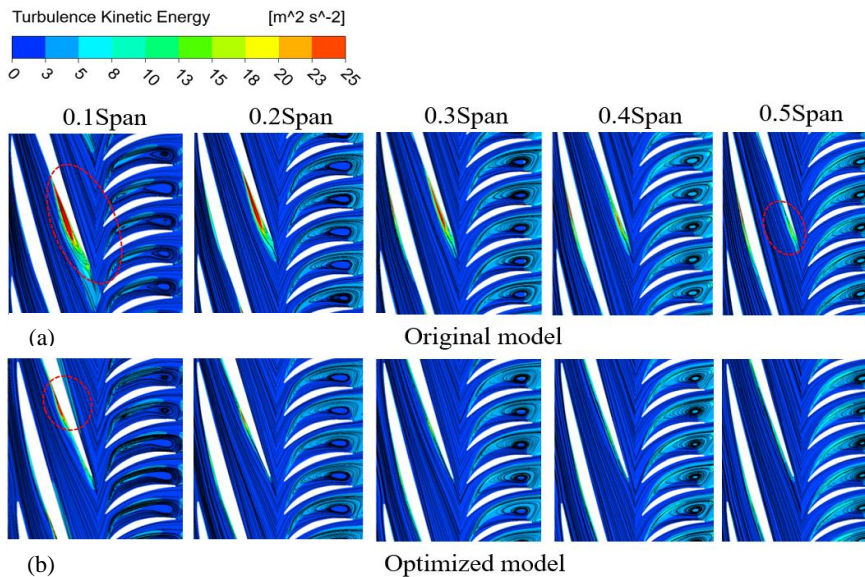 Turbulence Kinetic Energy [m^2 s^-2]
0 3 5 8 10 13 15 18 20 23 25
0.1Span 0.2Span 0.3Span 0.4Span 0.5Span
(a) Original model
(b) Optimized model